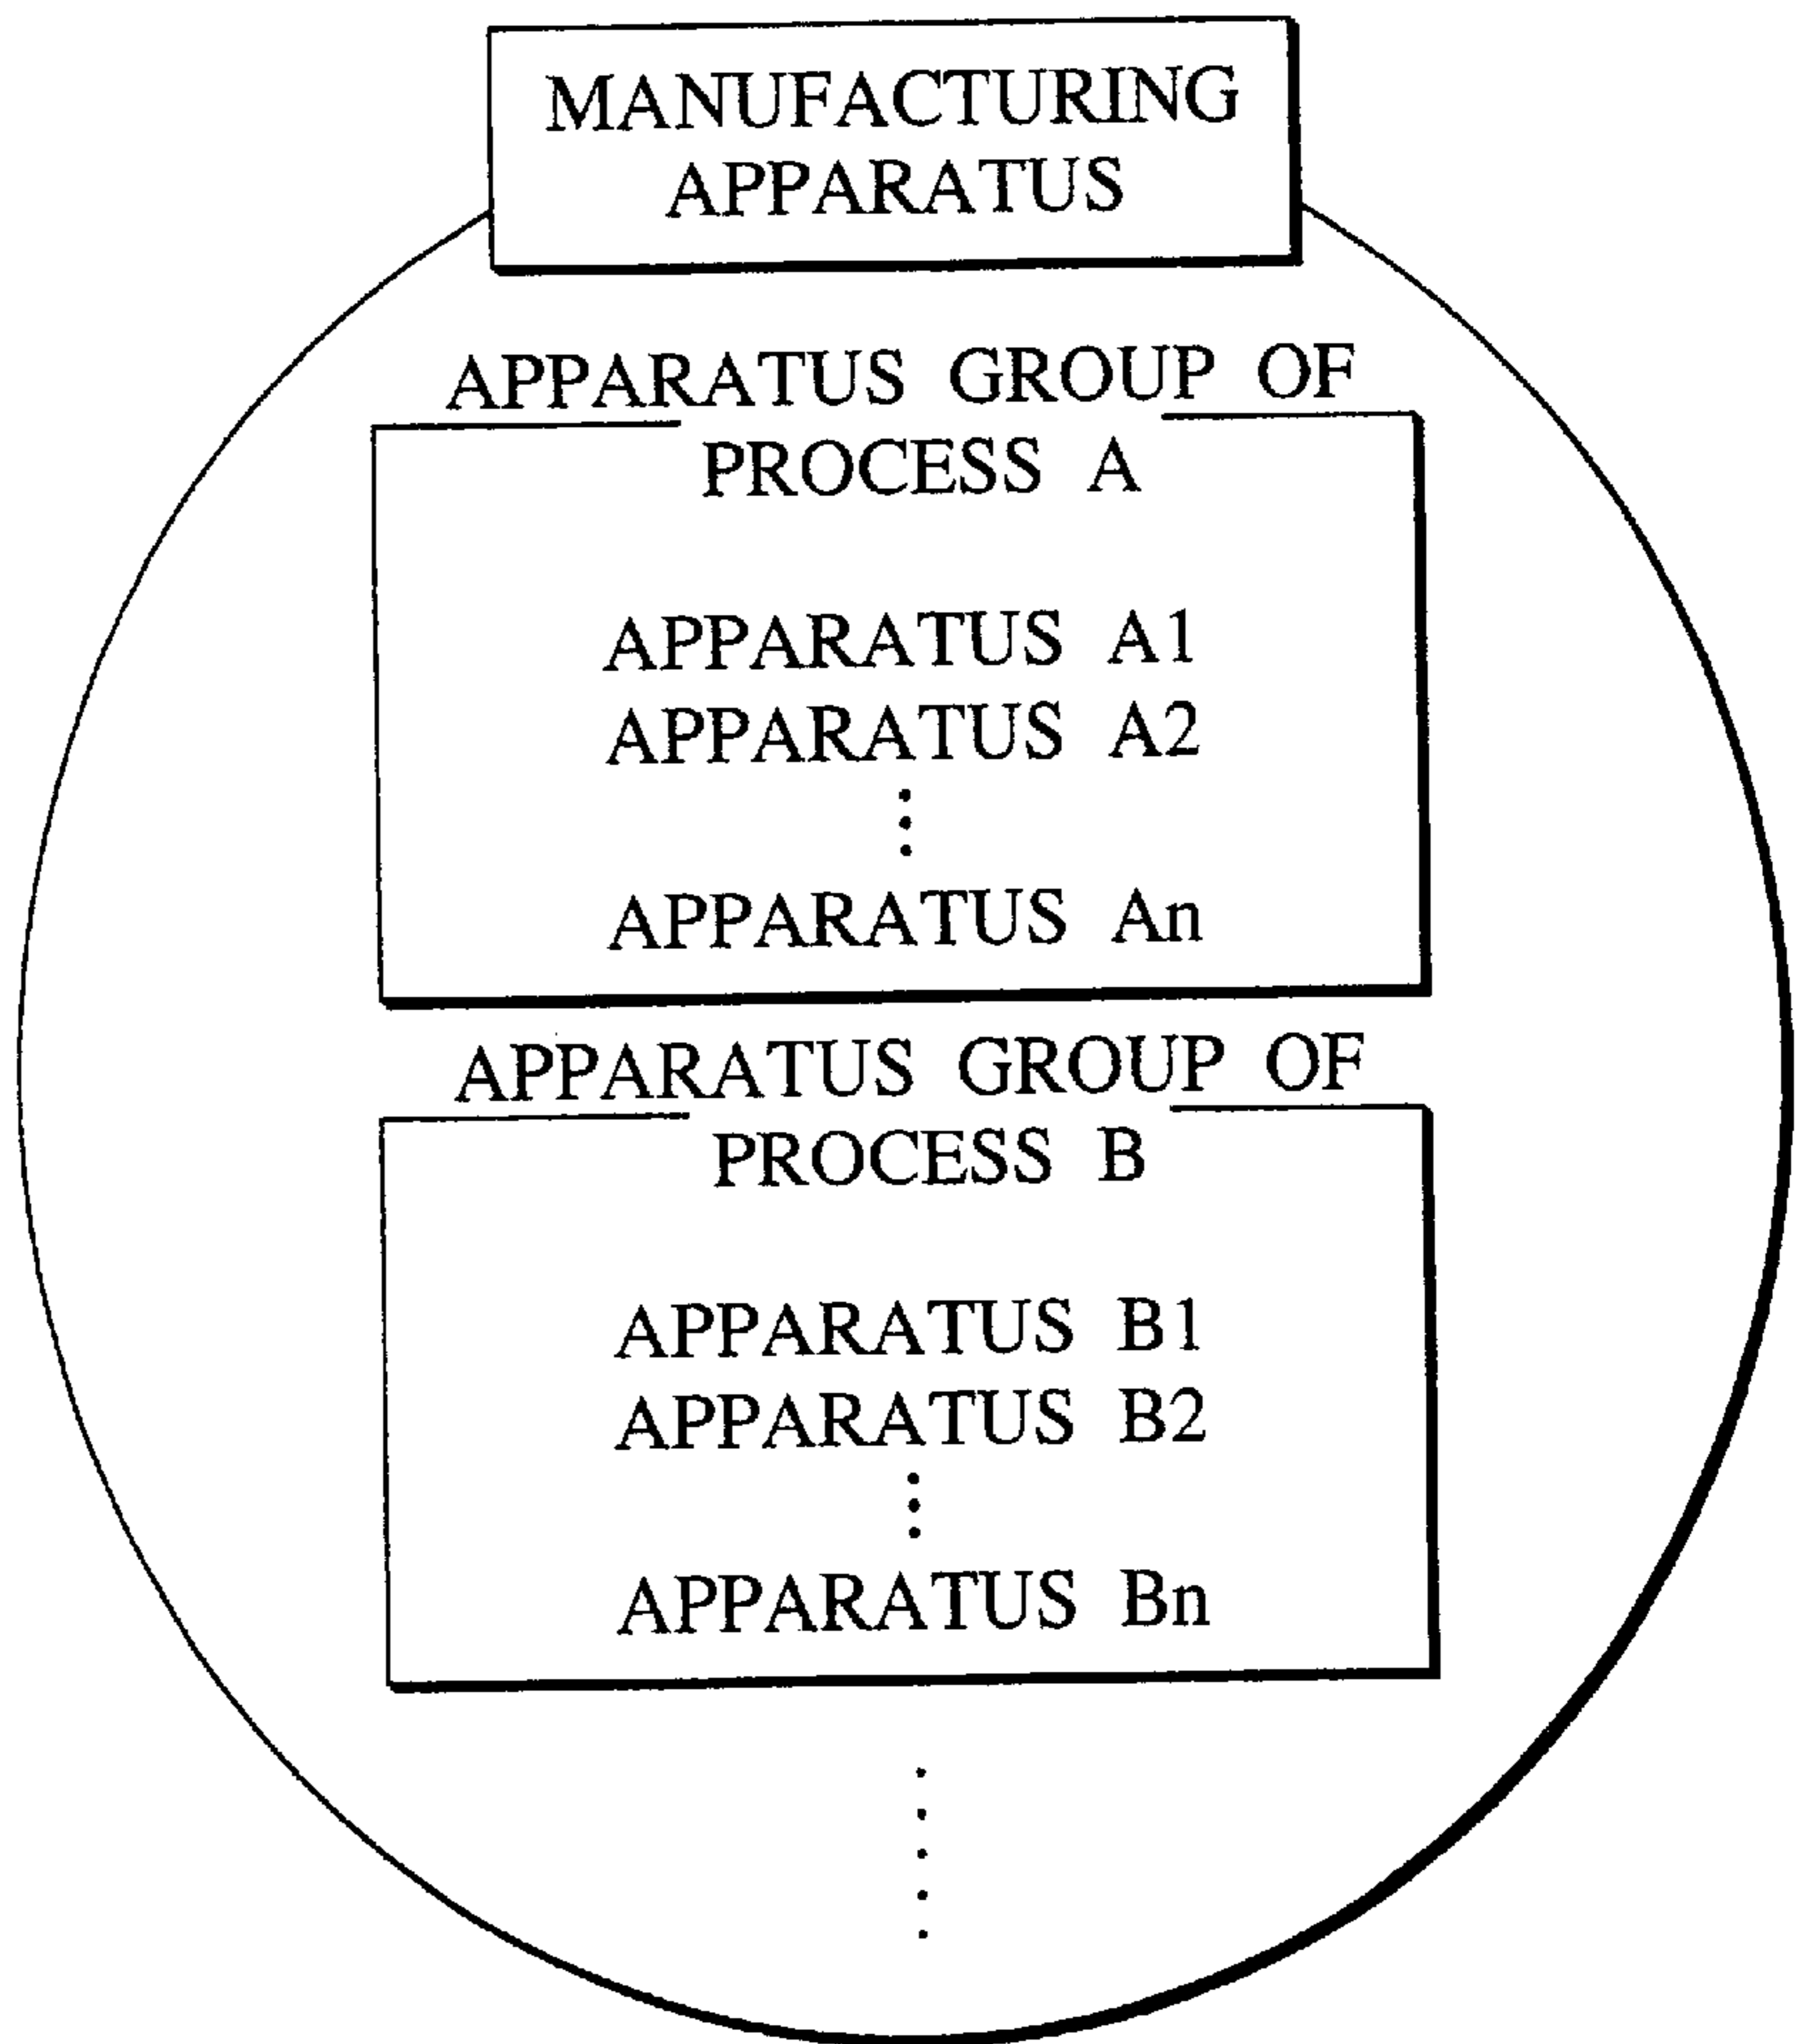 MANUFACTURING
APPARATUS
APPARATUS GROUP OF
PROCESS A
APPARATUS A1
APPARATUS A2
⋮
APPARATUS An
APPARATUS GROUP OF
PROCESS B
APPARATUS B1
APPARATUS B2
⋮
APPARATUS Bn